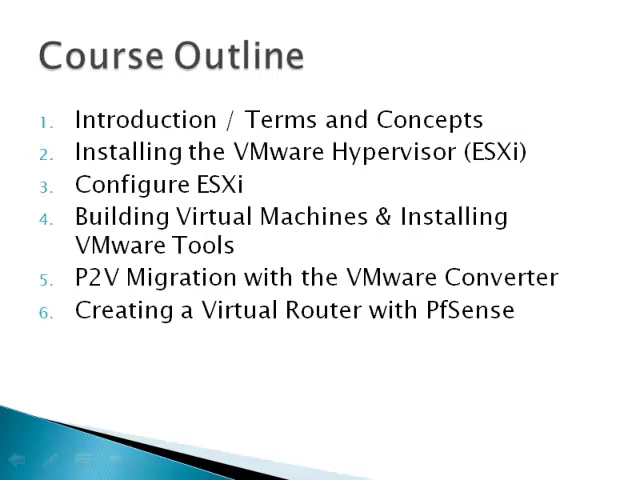 Course Outline
1. Introduction / Terms and Concepts
2. Installing the VMware Hypervisor (ESXi)
3. Configure ESXi
4. Building Virtual Machines & Installing
VMware Tools
5. P2V Migration with the VMware Converter
6. Creating a Virtual Router with PfSense